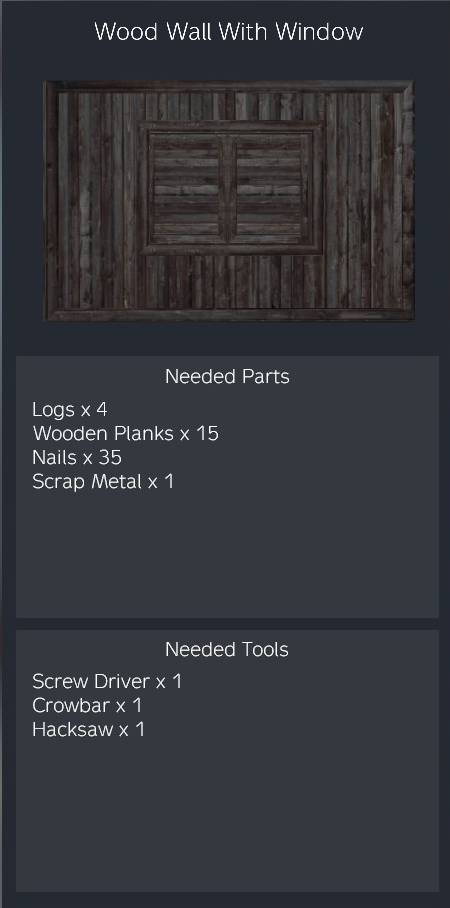 Wood Wall With Window
Needed Parts
Logs x 4
Wooden Planks x 15
Nails x 35
Scrap Metal x 1
Needed Tools
Screw Driver x 1
Crowbar x 1
Hacksaw x 1